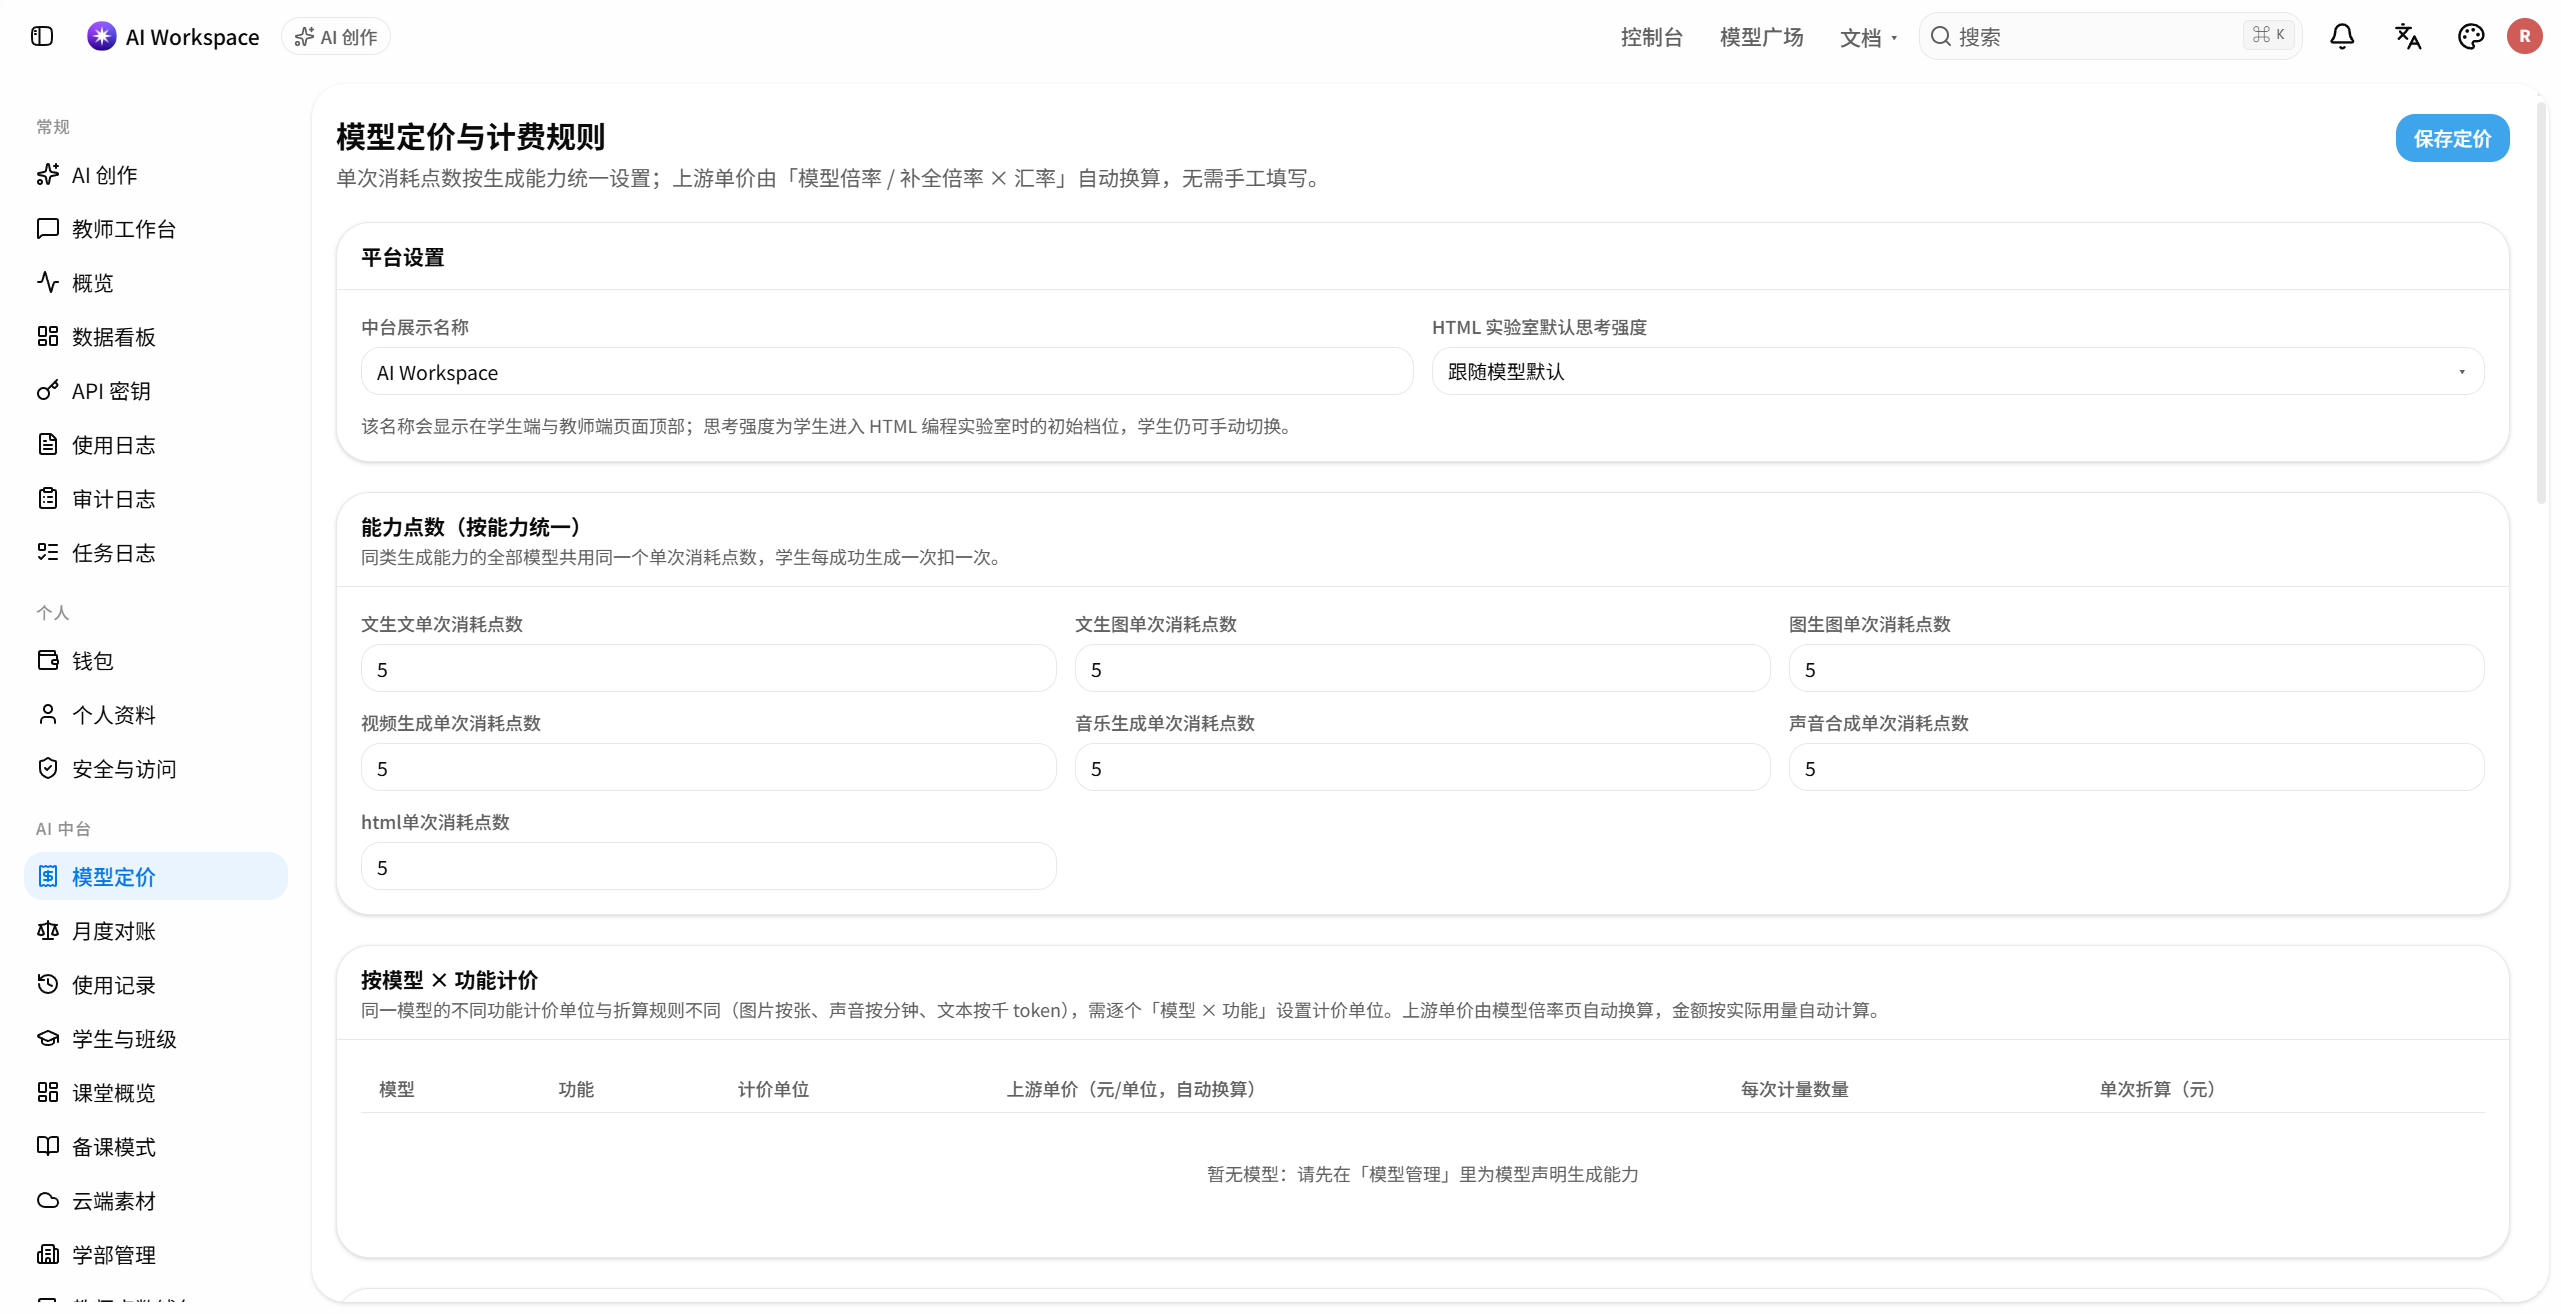 AI Workspace
AI 创作
控制台
模型广场
文档
搜索
⌘ K
R
常规
AI 创作
教师工作台
概览
数据看板
API 密钥
使用日志
审计日志
任务日志
个人
钱包
个人资料
安全与访问
AI 中台
模型定价
月度对账
使用记录
学生与班级
课堂概览
备课模式
云端素材
学部管理
模型定价与计费规则
保存定价
单次消耗点数按生成能力统一设置；上游单价由「模型倍率 / 补全倍率 × 汇率」自动换算，无需手工填写。
平台设置
中台展示名称
AI Workspace
HTML 实验室默认思考强度
跟随模型默认
该名称会显示在学生端与教师端页面顶部；思考强度为学生进入 HTML 编程实验室时的初始档位，学生仍可手动切换。
能力点数（按能力统一）
同类生成能力的全部模型共用同一个单次消耗点数，学生每成功生成一次扣一次。
文生文单次消耗点数
5
文生图单次消耗点数
5
图生图单次消耗点数
5
视频生成单次消耗点数
5
音乐生成单次消耗点数
5
声音合成单次消耗点数
5
html单次消耗点数
5
按模型 × 功能计价
同一模型的不同功能计价单位与折算规则不同（图片按张、声音按分钟、文本按千 token），需逐个「模型 × 功能」设置计价单位。上游单价由模型倍率页自动换算，金额按实际用量自动计算。
模型 功能 计价单位 上游单价（元/单位，自动换算） 每次计量数量 单次折算（元）
暂无模型：请先在「模型管理」里为模型声明生成能力